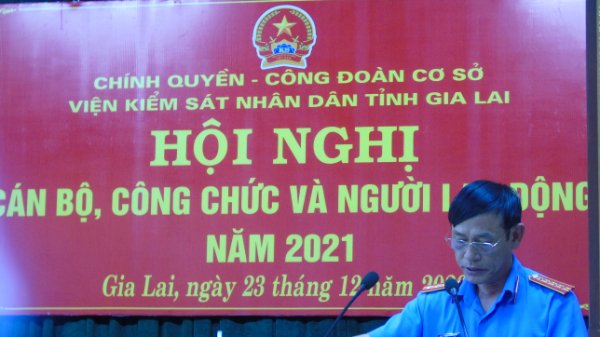 CHÍNH QUYỀN - CÔNG ĐOÀN CƠ SỞ
VIỆN KIỂM SÁT NHÂN DÂN TỈNH GIA LAI
HỘI NGHỊ
CÁN BỘ, CÔNG CHỨC VÀ NGƯỜI ĐỘNG
NĂM 2021
Gia Lai, ngày 23 tháng 12 năm